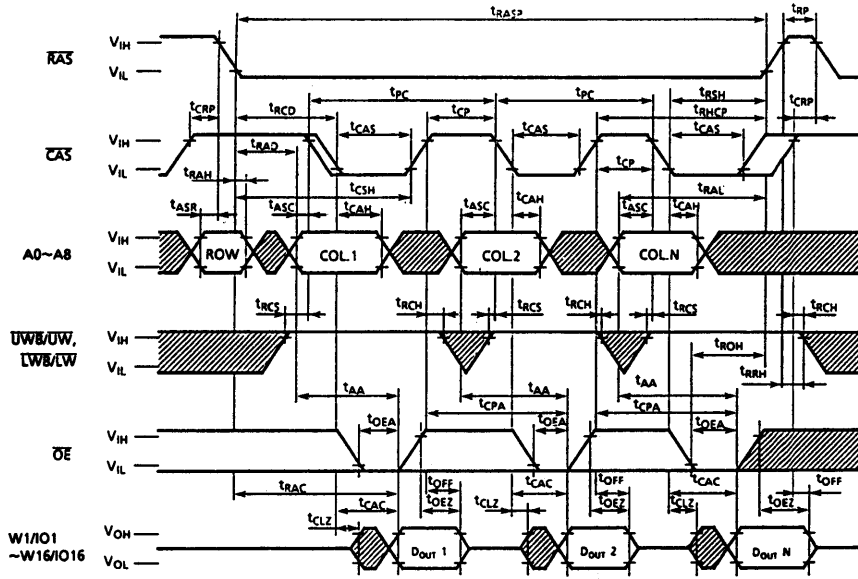 tRASP tRP
RAS VIH
VIL
tCRP tRCD tPC tCP tPC tRSH tRHCP tCRP
CAS VIH
VIL
tRAD tCAS tCAS tCP tCAS
tRAH tCSH tRAL
tASR tASC tCAH tASC tCAH tASC tCAH
A0~A8 VIH
VIL
ROW COL.1 COL.2 COL.N
tRCS tRCH tRCS tRCH tRCS tRCH
UWB/UW, VIH
LWB/LW VIL
tROH tRRH
tAA tAA tAA
tCPA tCPA
tOEA tOEA tOEA
OE VIH
VIL
tRAC tCAC tOFF tCAC tOFF tCAC tOFF
tOEZ tOEZ tOEZ
tCLZ tCLZ tCLZ
W1/IO1 VOH
~W16/IO16 VOL
DOUT 1 DOUT 2 DOUT N